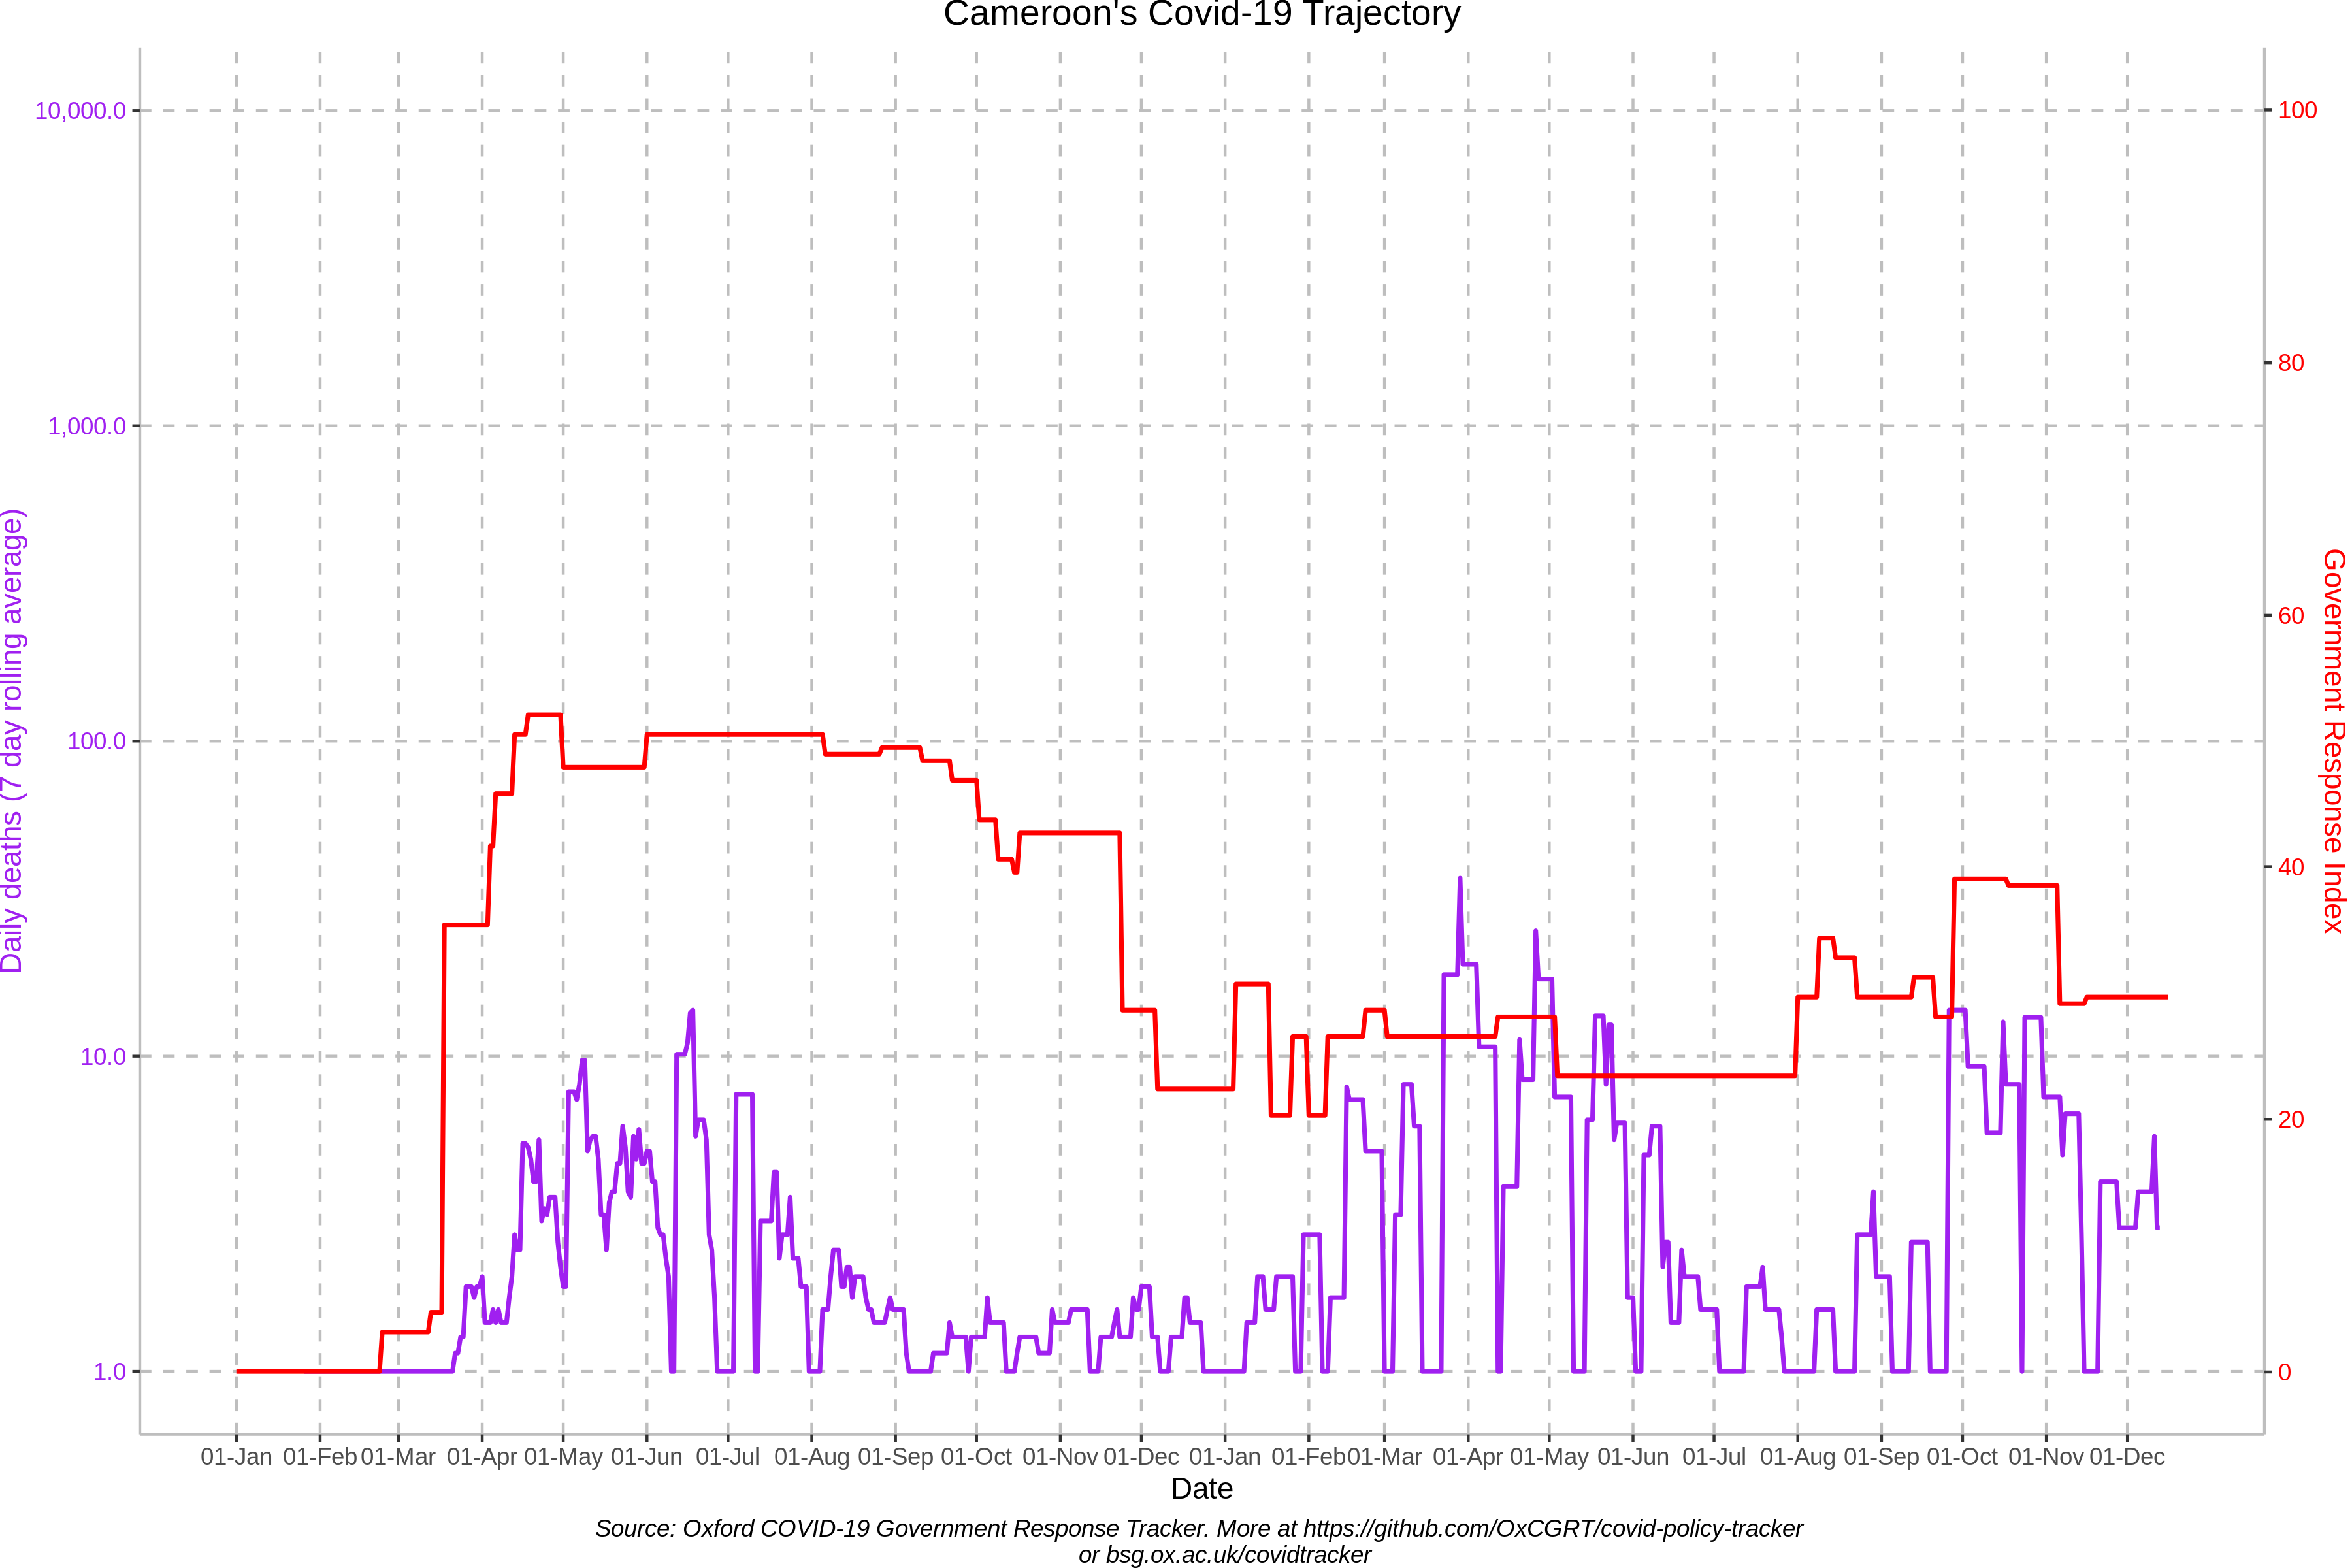 Cameroon's Covid-19 Trajectory
10,000.0
1,000.0
100.0
10.0
1.0
Daily deaths (7 day rolling average)
100
80
60
40
20
0
Government Response Index
01-Jan 01-Feb 01-Mar 01-Apr 01-May 01-Jun 01-Jul 01-Aug 01-Sep 01-Oct 01-Nov 01-Dec 01-Jan 01-Feb 01-Mar 01-Apr 01-May 01-Jun 01-Jul 01-Aug 01-Sep 01-Oct 01-Nov 01-Dec
Date
Source: Oxford COVID-19 Government Response Tracker. More at https://github.com/OxCGRT/covid-policy-tracker
or bsg.ox.ac.uk/covidtracker